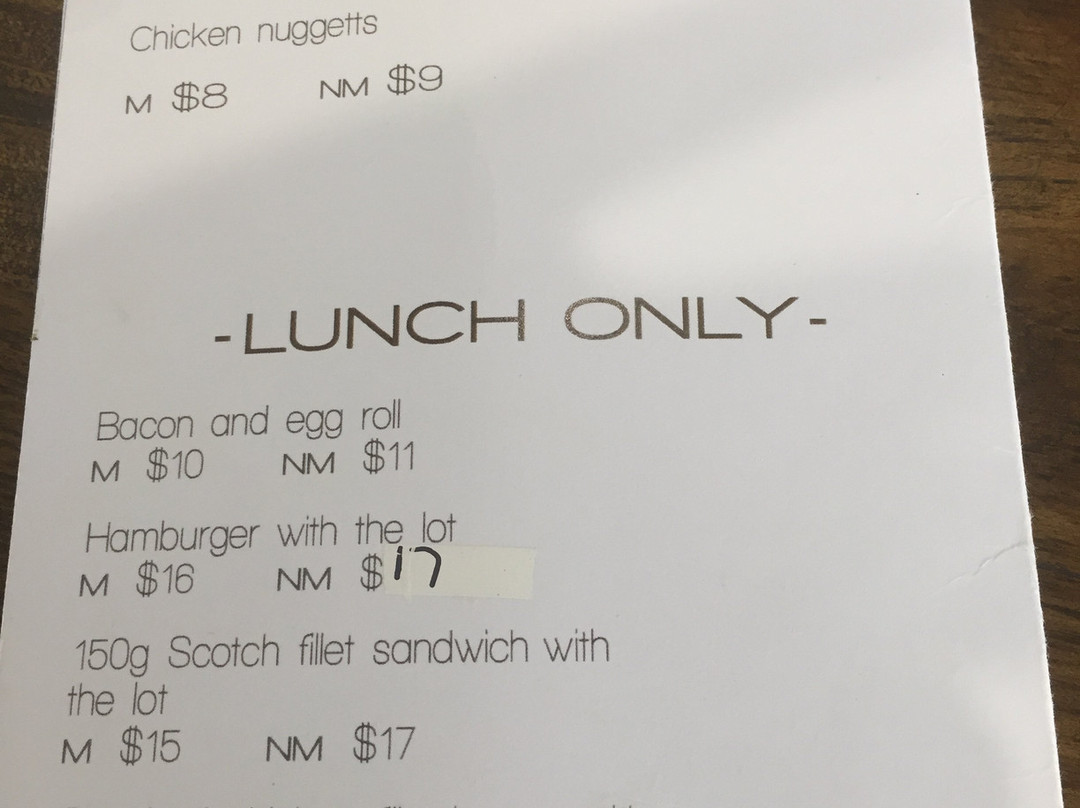 Chicken nuggetts
M $8 NM $9
-LUNCH ONLY-
Bacon and egg roll
M $10 NM $11
Hamburger with the lot
M $16 NM $17
150g Scotch fillet sandwich with
the lot
M $15 NM $17